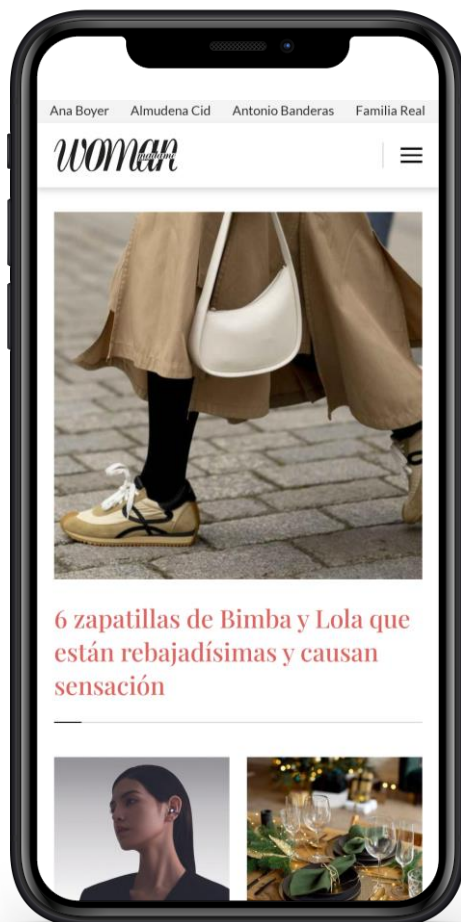 Ana Boyer Almudena Cid Antonio Banderas Familia Real
woman
madame
6 zapatillas de Bimba y Lola que
están rebajadísimas y causan
sensación